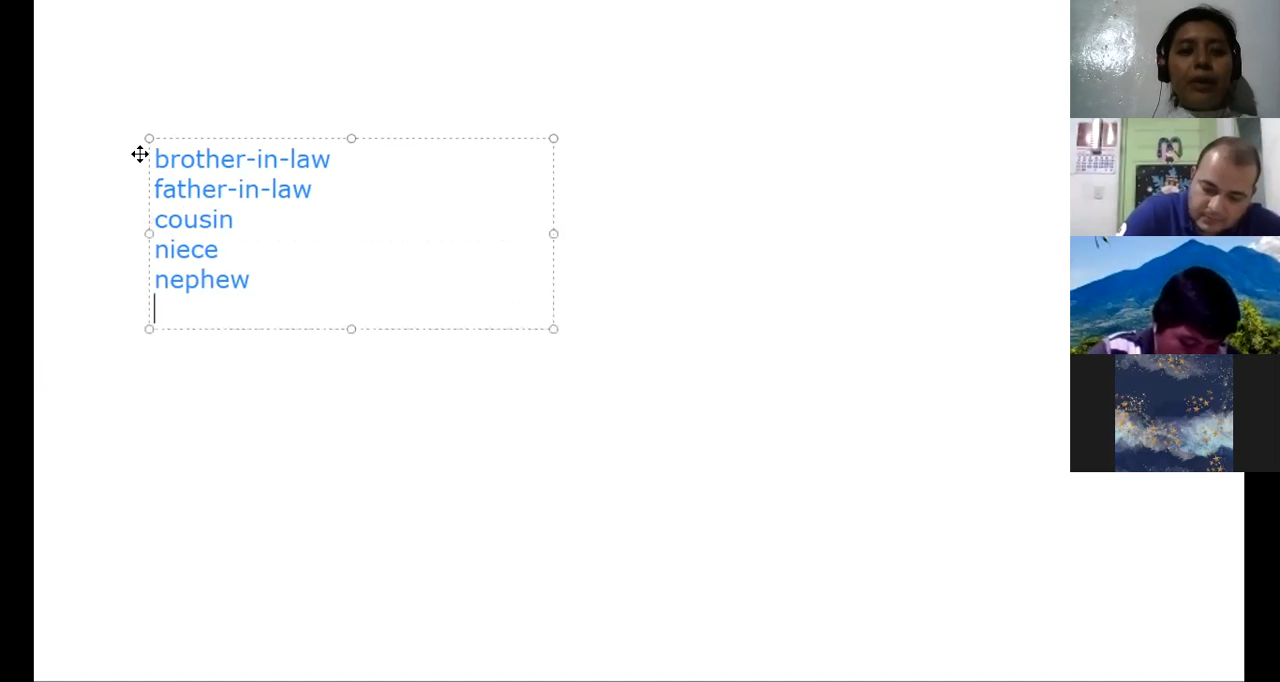 brother-in-law
father-in-law
cousin
niece
nephew